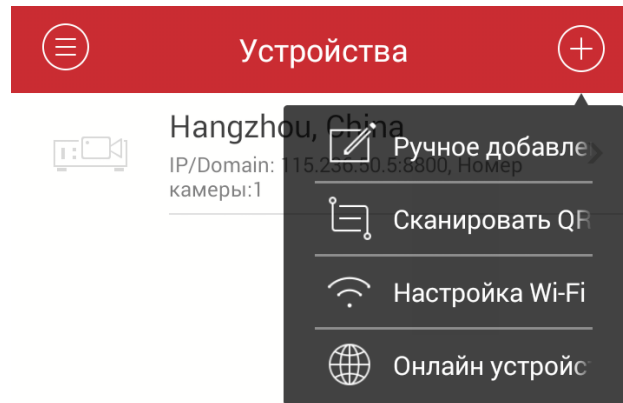 Устройства
Hangzhou, China
IP/Domain: 115.236.50.5:8800, Номер
камеры:1
Ручное добавле
Сканировать QR
Настройка Wi-Fi
Онлайн устройс